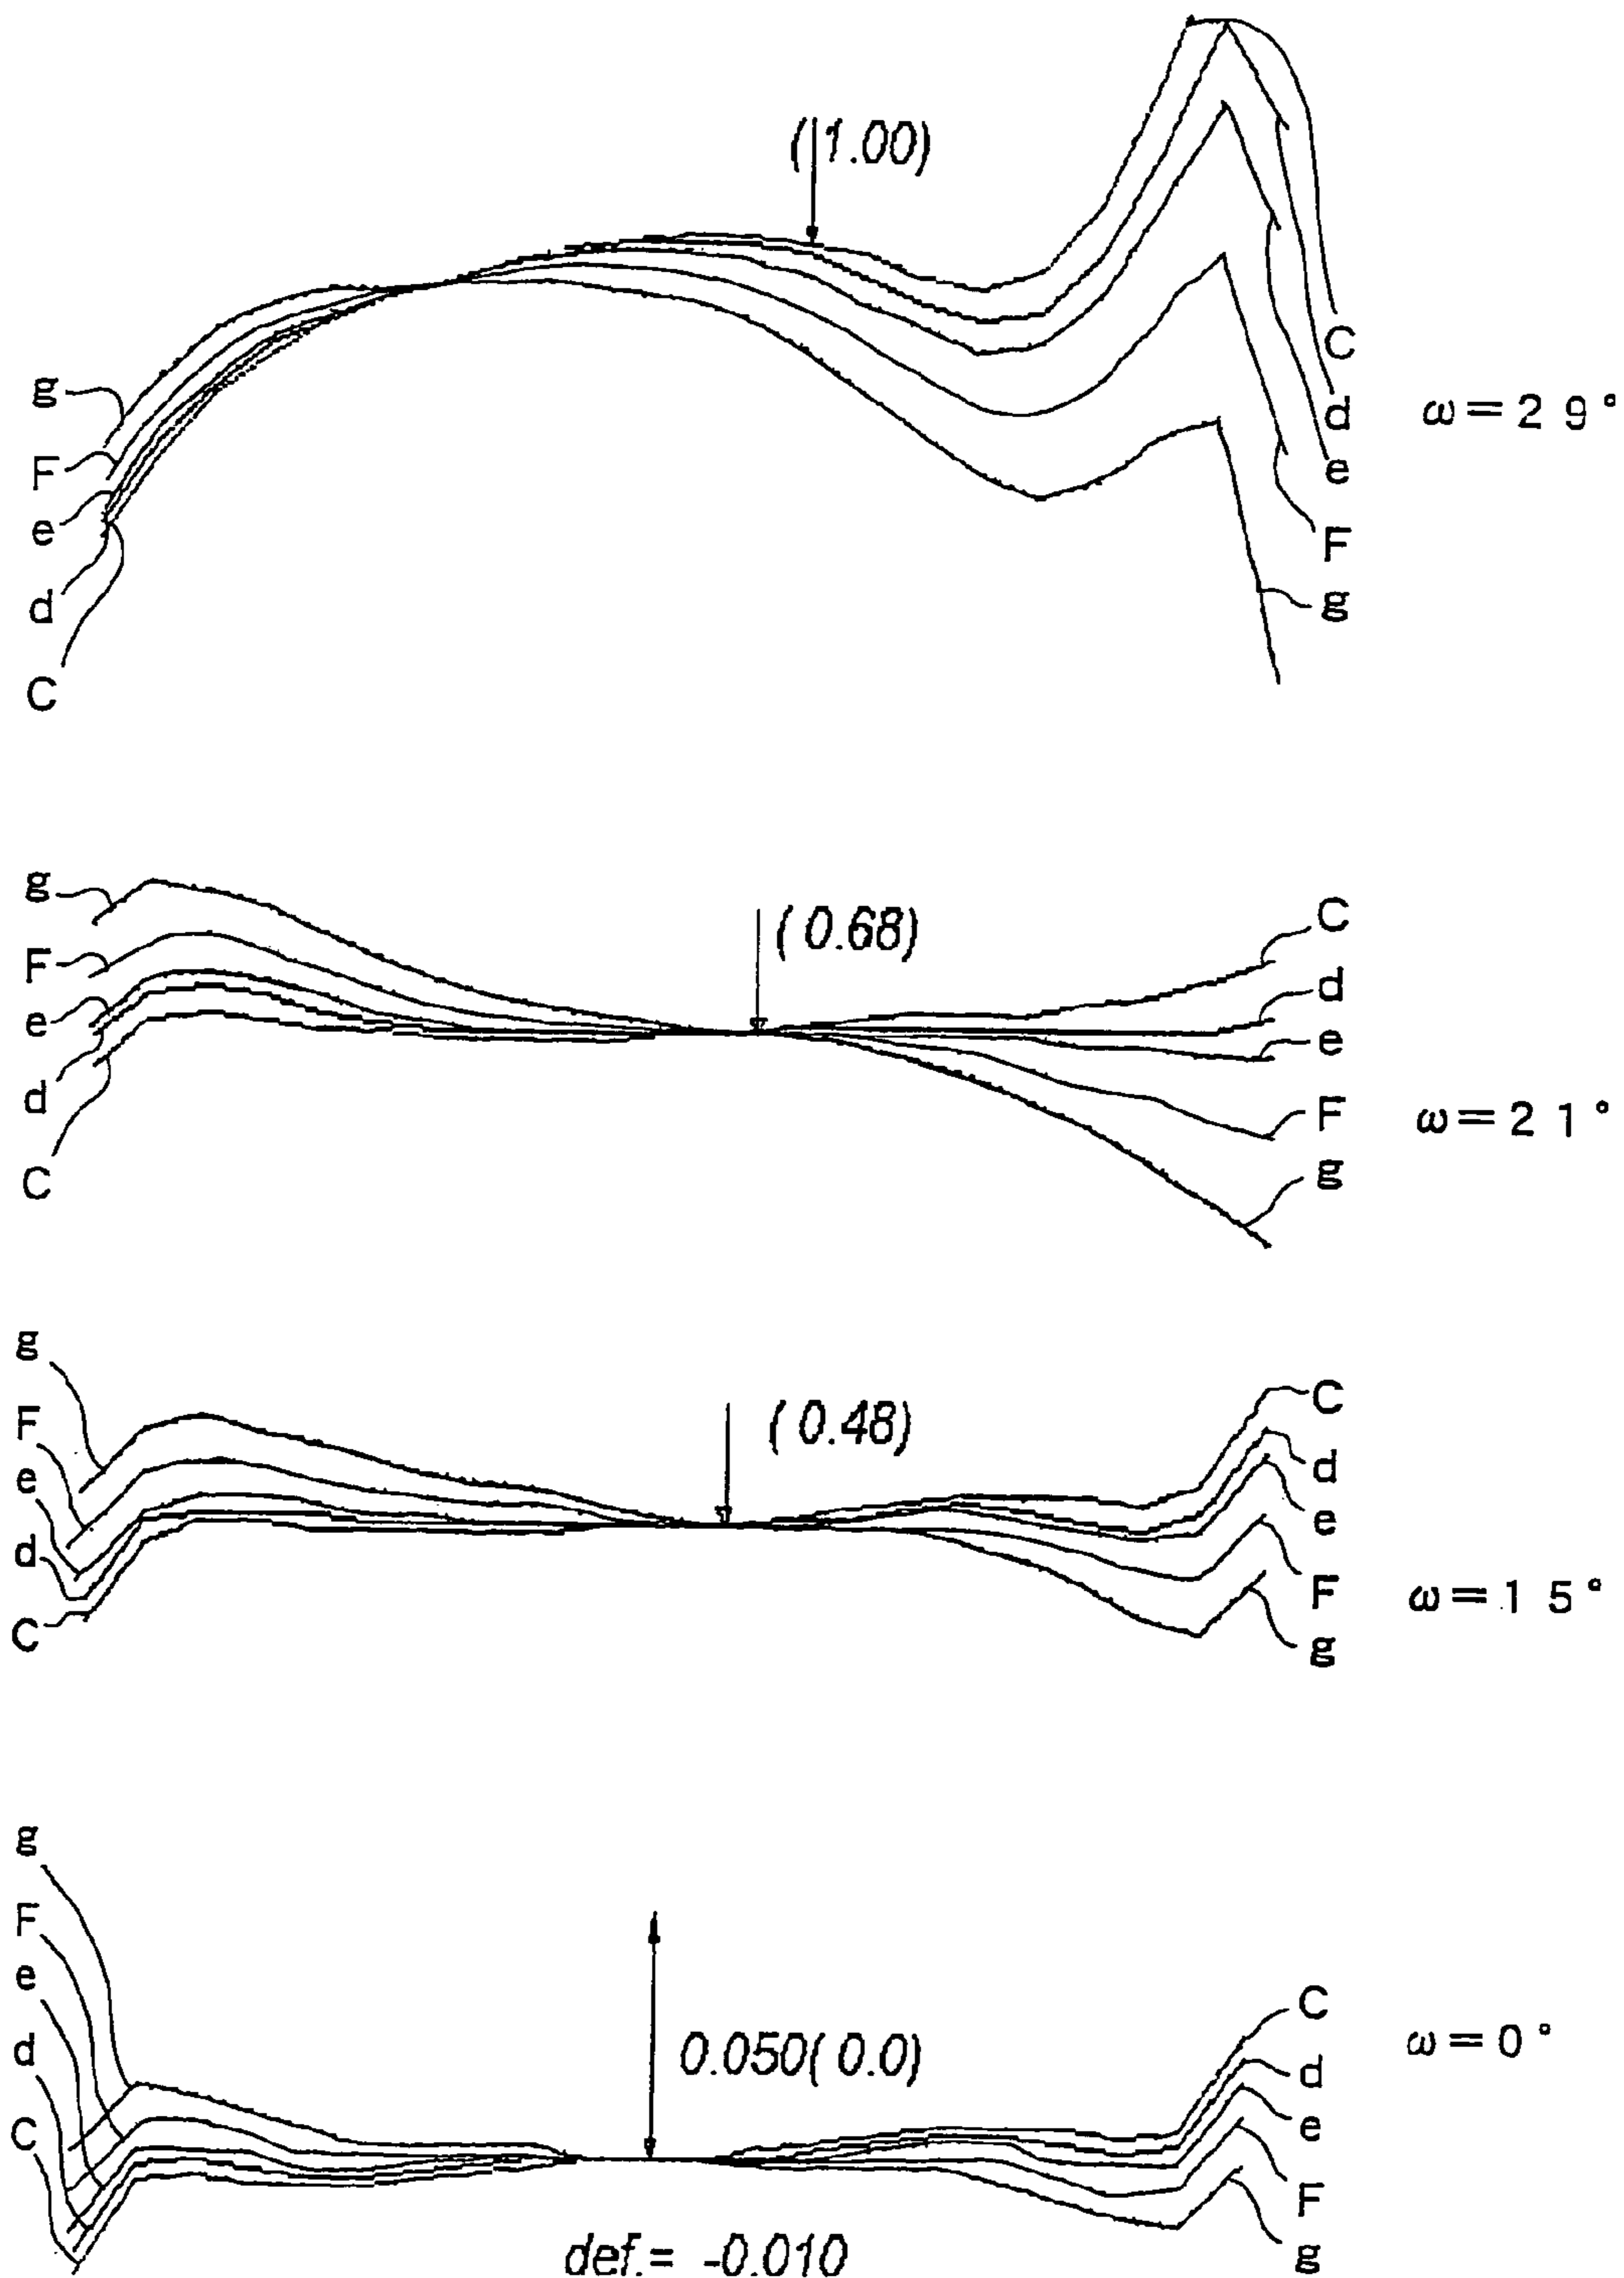 (1.00)
C
g
d
ω=29°
F
e
e
F
d
g
C
g
(0.68)
C
F
d
e
e
d
F
ω=21°
C
g
g
C
F
(0.48)
d
e
e
d
F
ω=15°
C
g
g
F
e
C
ω=0°
d
0.050(0.0)
d
C
e
F
def.= -0.010
g